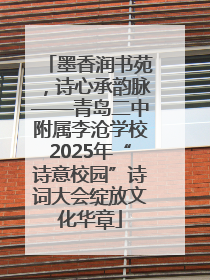 「墨香润书苑
，诗心承韵脉
——青岛二中
附属李沧学校
2025年“
诗意校园”诗
词大会绽放文
化华章」